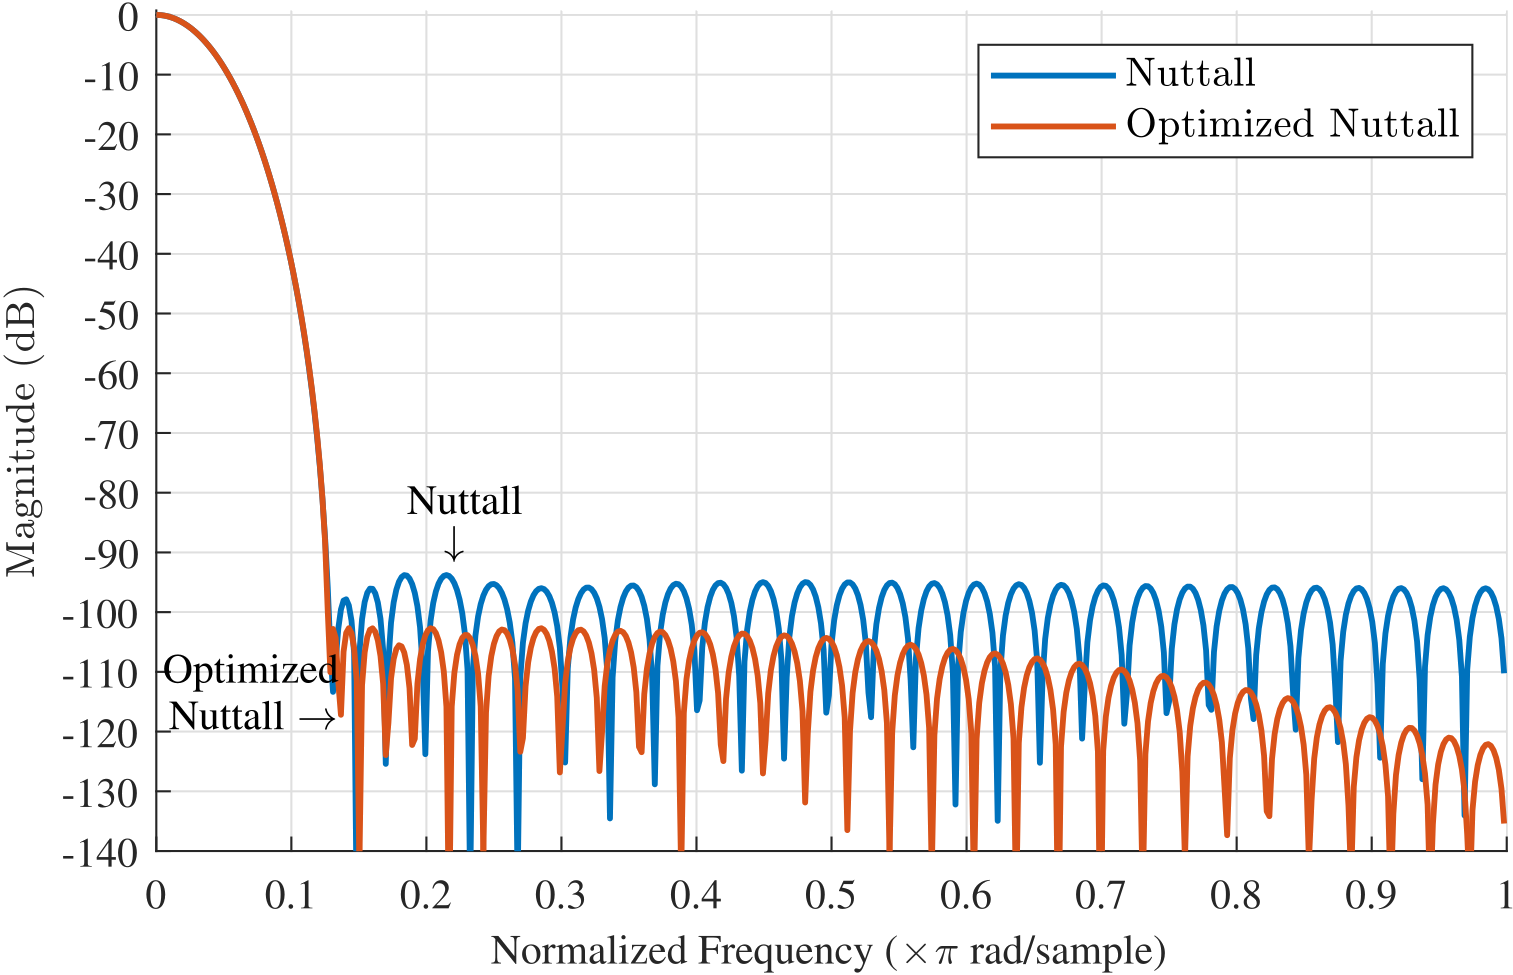 0
-10
-20
-30
-40
-50
-60
-70
-80
-90
-100
-110
-120
-130
-140
Magnitude (dB)
Nuttall
Optimized Nuttall
Nuttall
↓
Optimized
Nuttall →
0 0.1 0.2 0.3 0.4 0.5 0.6 0.7 0.8 0.9 1
Normalized Frequency (×π rad/sample)